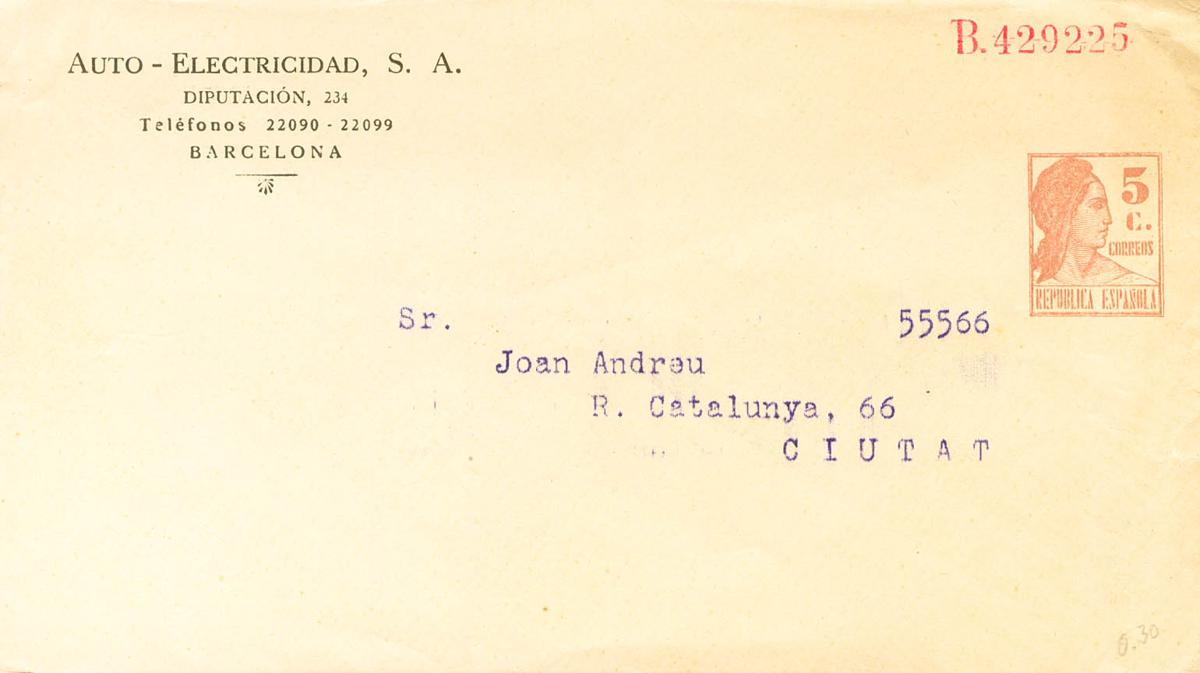 AUTO - ELECTRICIDAD, S. A.
DIPUTACIÓN, 234
Teléfonos 22090 - 22099
BARCELONA
B.429225
5
C.
CORREOS
REPUBLICA ESPAÑOLA
Sr. 55566
Joan Andreu
R. Catalunya, 66
CIUTAT
0.30